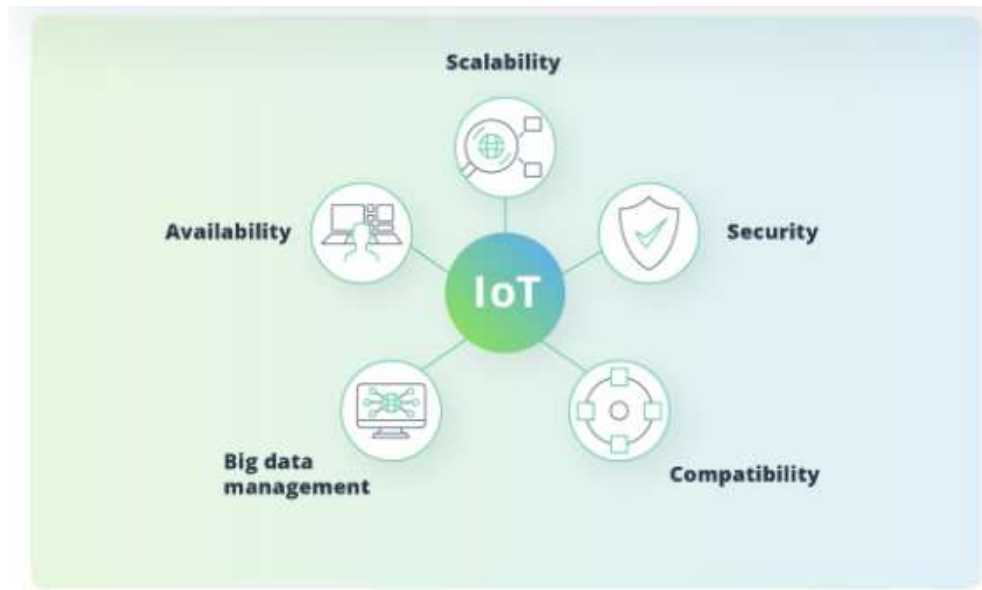 Scalability
Availability
Security
IoT
Big data
management
Compatibility